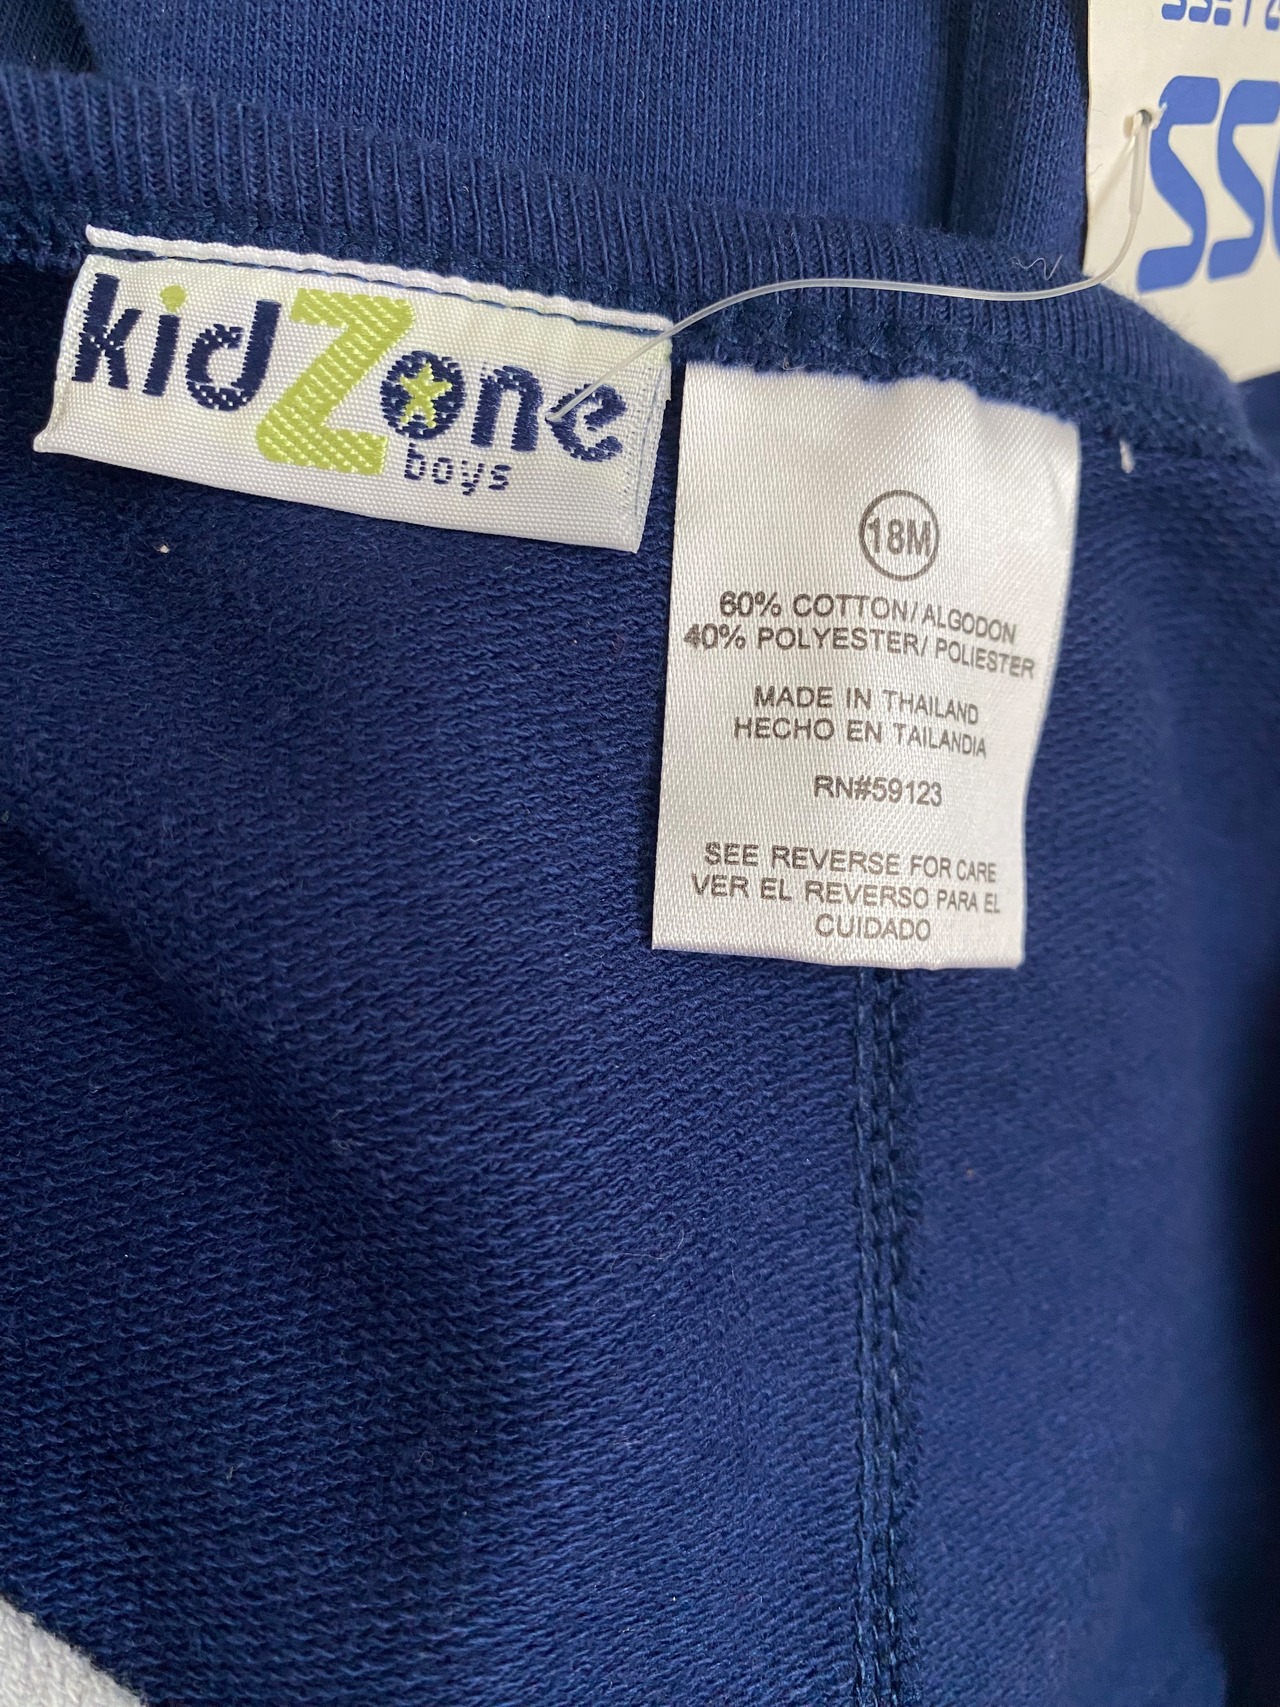 kidZone
boys
18M
60% COTTON/ALGODON
40% POLYESTER/ POLIESTER
MADE IN THAILAND
HECHO EN TAILANDIA
RN#59123
SEE REVERSE FOR CARE
VER EL REVERSO PARA EL
CUIDADO